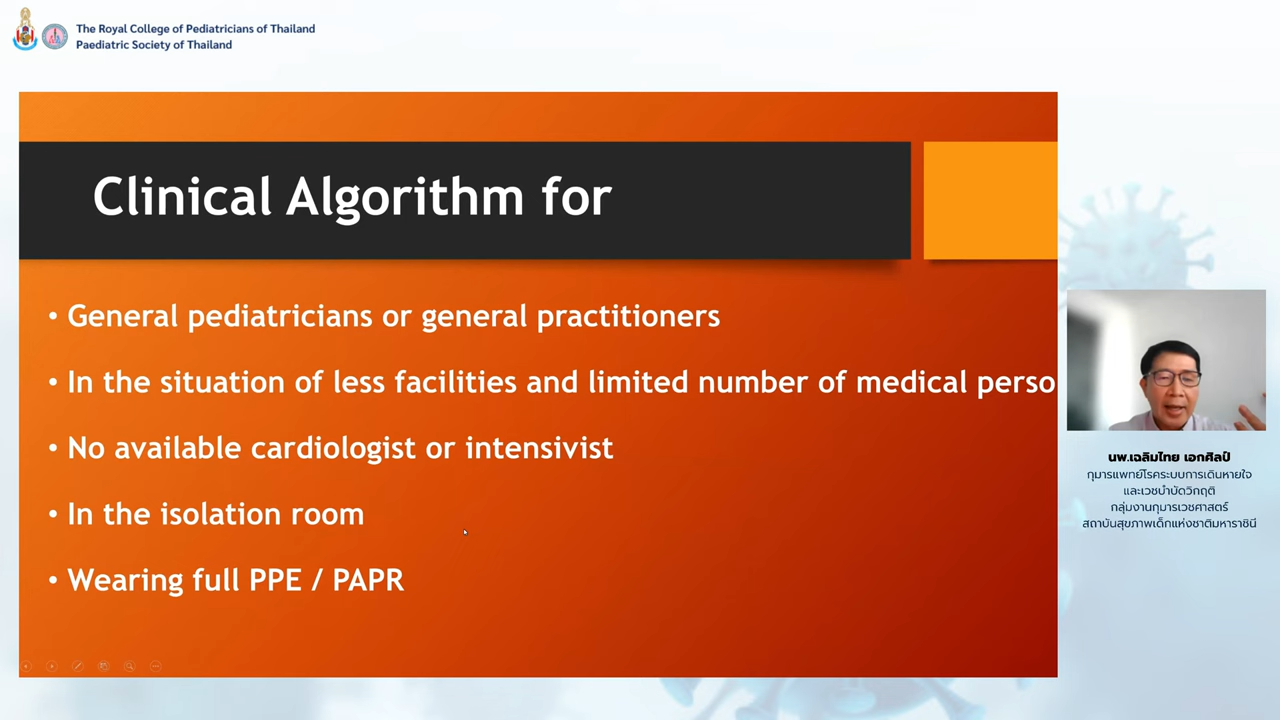 The Royal College of Pediatricians of Thailand
Paediatric Society of Thailand
Clinical Algorithm for
• General pediatricians or general practitioners
• In the situation of less facilities and limited number of medical perso
• No available cardiologist or intensivist
• In the isolation room
• Wearing full PPE / PAPR
นพ.เฉลิมไทย เอกศิลป์
กุมารแพทย์โรคระบบการเดินหายใจ
และเวชบำบัดวิกฤติ
กลุ่มงานกุมารเวชศาสตร์
สถาบันสุขภาพเด็กแห่งชาติมหาราชินี